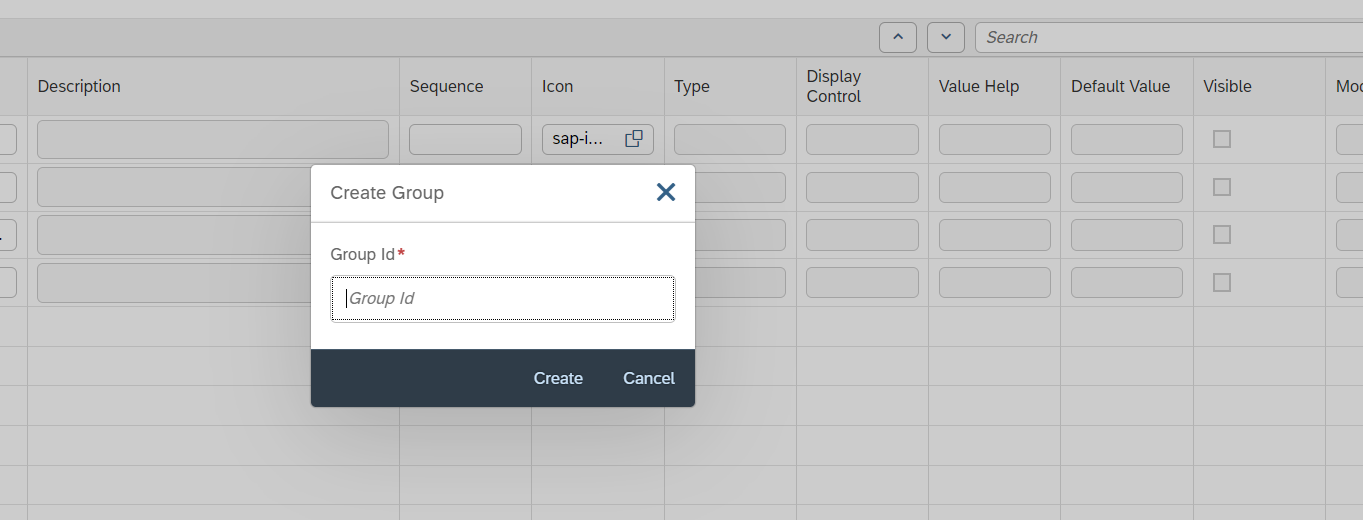 Search
Description
Sequence
Icon
Type
Display
Control
Value Help
Default Value
Visible
sap-i...
Create Group
Group Id*
Group Id
Create
Cancel